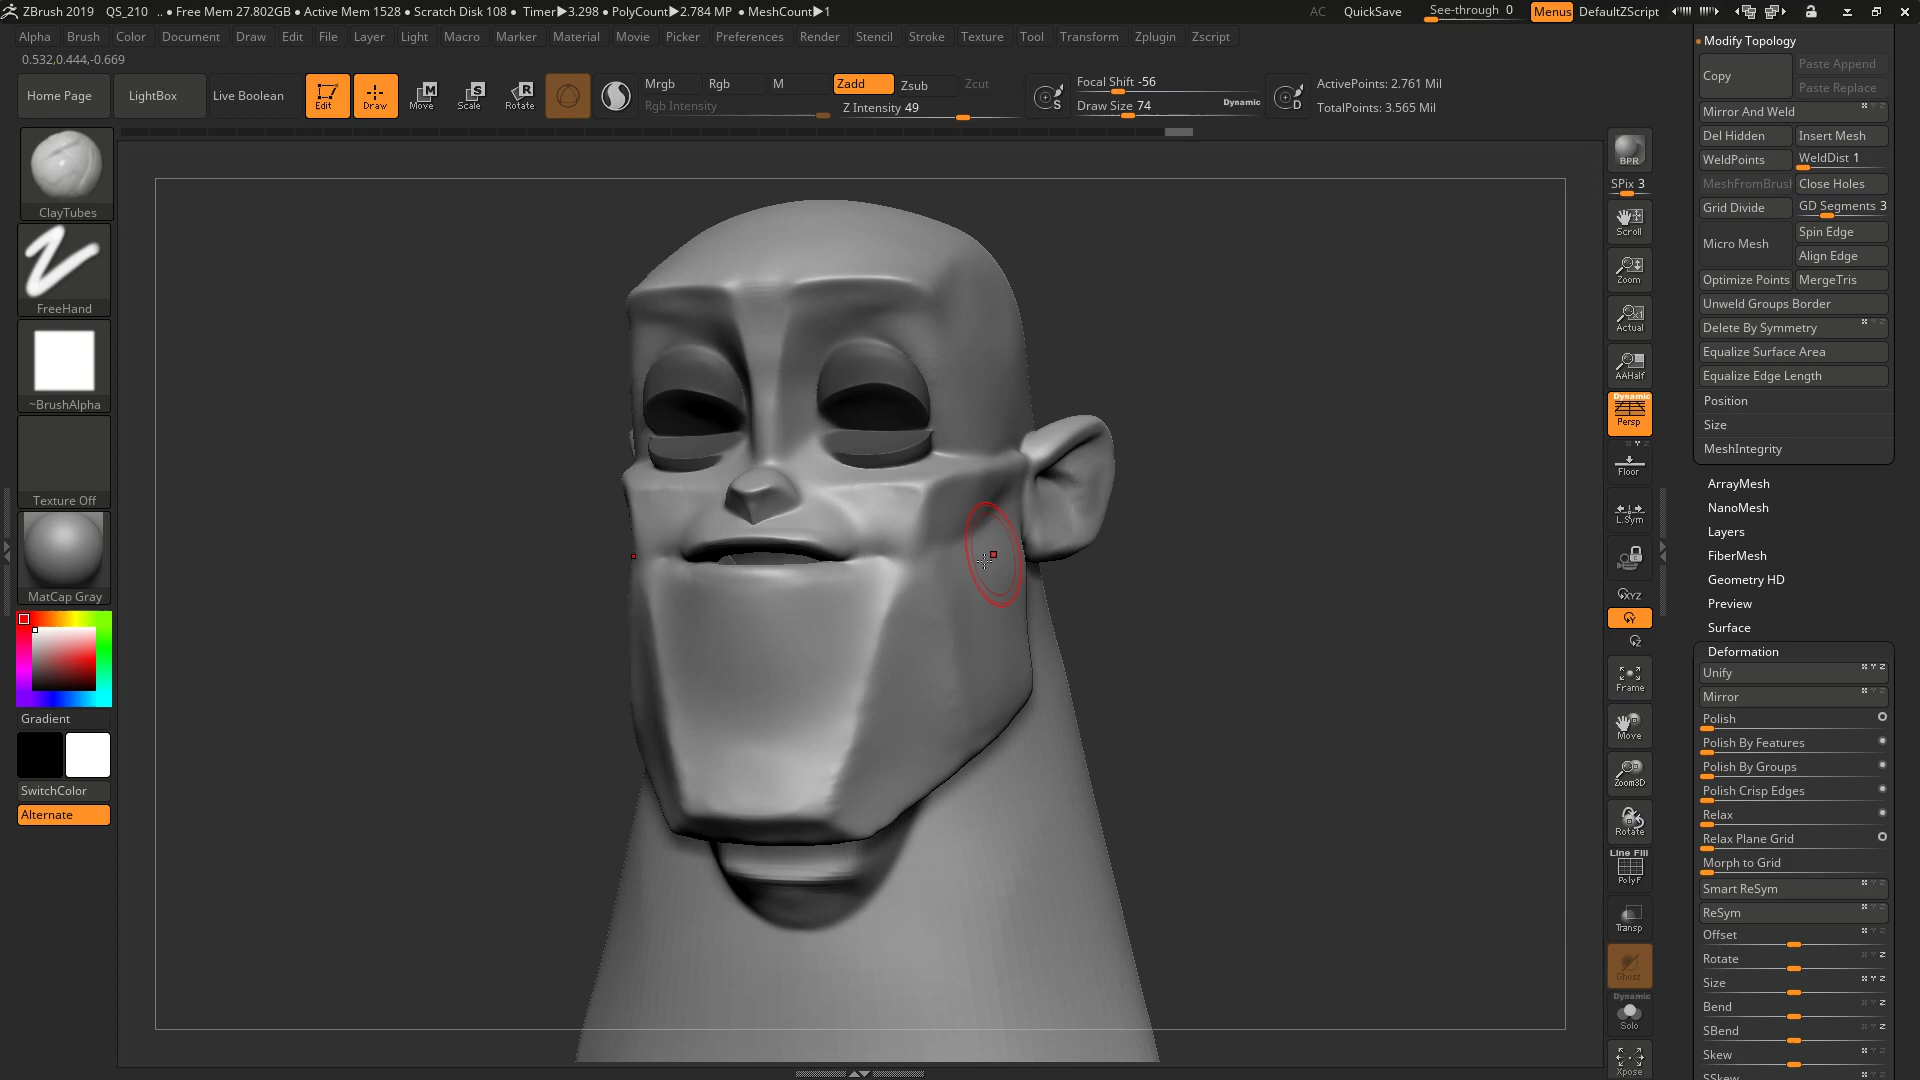 ZBrush 2019 QS_210 .. • Free Mem 27.802GB • Active Mem 1528 • Scratch Disk 108 • Timer▶3.298 • PolyCount▶2.784 MP • MeshCount▶1 AC QuickSave See-through 0 Menus DefaultZScript
Alpha Brush Color Document Draw Edit File Layer Light Macro Marker Material Movie Picker Preferences Render Stencil Stroke Texture Tool Transform Zplugin Zscript
0.532,0.444,-0.669
Home Page LightBox Live Boolean Edit Draw Move Scale Rotate
Mrgb Rgb M Zadd Zsub Zcut
Rgb Intensity Z Intensity 49
Focal Shift -56
Draw Size 74 Dynamic
ActivePoints: 2.761 Mil
TotalPoints: 3.565 Mil
ClayTubes
FreeHand
~BrushAlpha
Texture Off
MatCap Gray
Gradient
SwitchColor
Alternate
BPR
SPix 3
Scroll
Zoom
Actual
AAHalf
Dynamic
Persp
Floor
L.Sym
XYZ
Y
Z
Frame
Move
Zoom3D
Rotate
Line Fill
PolyF
Transp
Ghost
Dynamic
Solo
Xpose
Modify Topology
Copy Paste Append
Paste Replace
Mirror And Weld
Del Hidden Insert Mesh
WeldPoints WeldDist 1
MeshFromBrush Close Holes
Grid Divide GD Segments 3
Micro Mesh Spin Edge
Align Edge
Optimize Points MergeTris
Unweld Groups Border
Delete By Symmetry
Equalize Surface Area
Equalize Edge Length
Position
Size
MeshIntegrity
ArrayMesh
NanoMesh
Layers
FiberMesh
Geometry HD
Preview
Surface
Deformation
Unify
Mirror
Polish
Polish By Features
Polish By Groups
Polish Crisp Edges
Relax
Relax Plane Grid
Morph to Grid
Smart ReSym
ReSym
Offset
Rotate
Size
Bend
SBend
Skew
SSkew